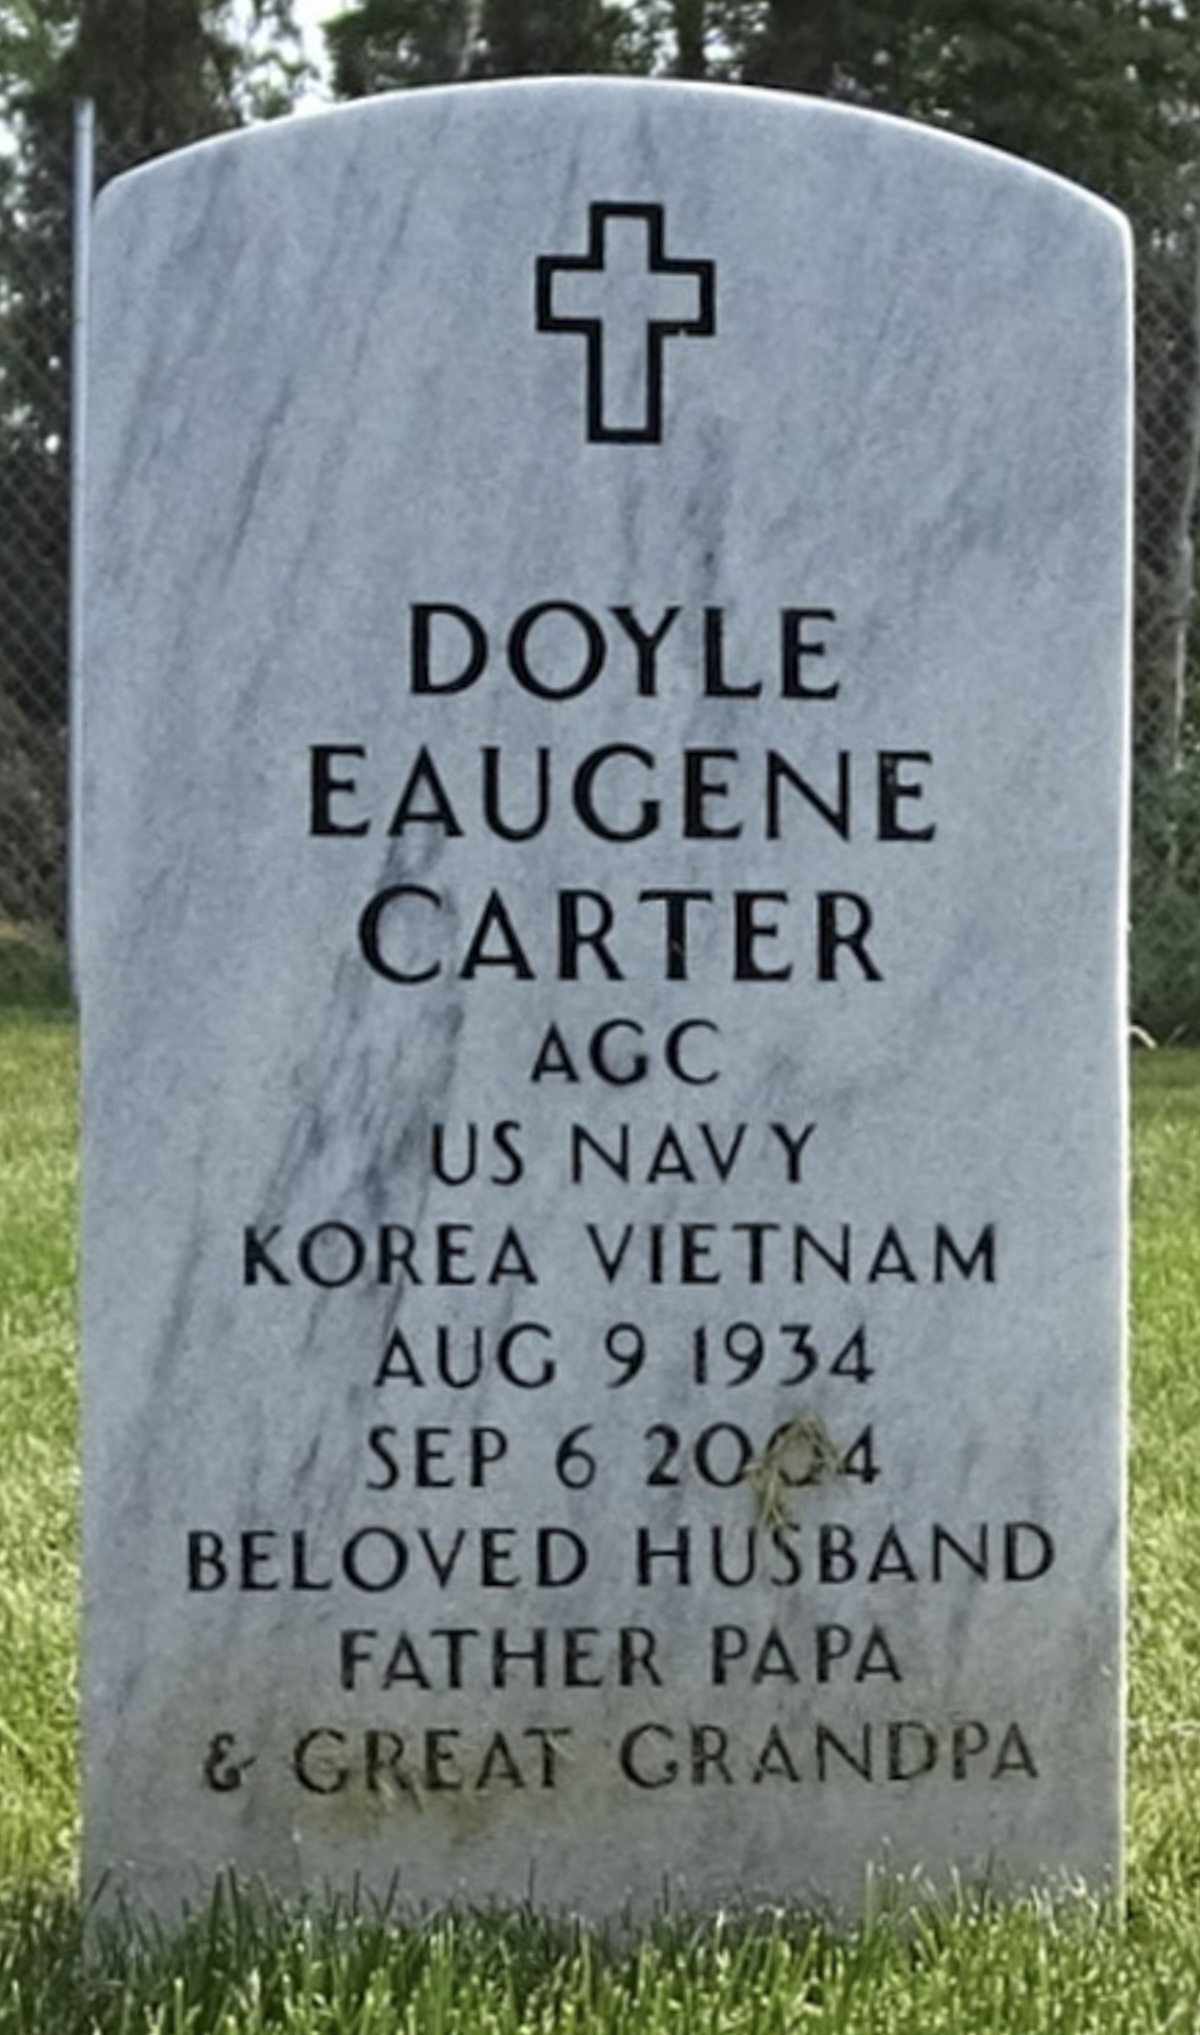 DOYLE
EAUGENE
CARTER
AGC
US NAVY
KOREA VIETNAM
AUG 9 1934
SEP 6 2004
BELOVED HUSBAND
FATHER PAPA
& GREAT GRANDPA